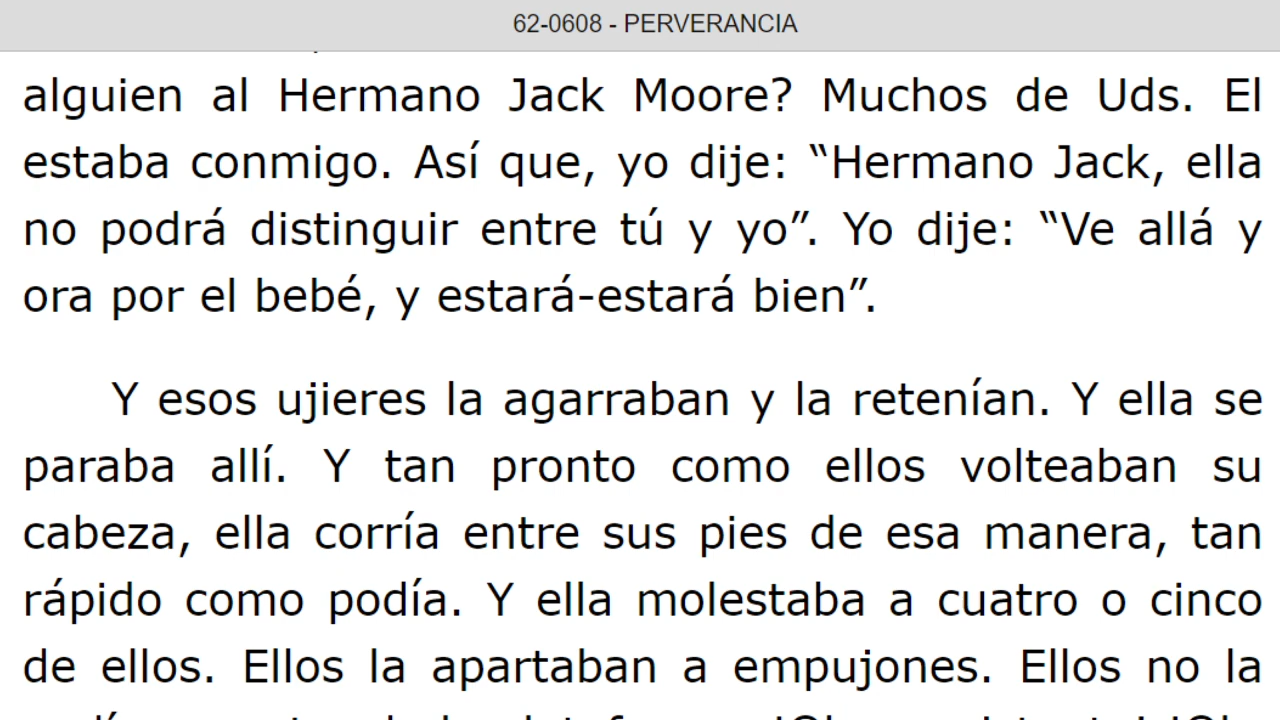 62-0608 - PERVERANCIA
alguien al Hermano Jack Moore? Muchos de Uds. El
estaba conmigo. Así que, yo dije: “Hermano Jack, ella
no podrá distinguir entre tú y yo”. Yo dije: “Ve allá y
ora por el bebé, y estará-estará bien”.
Y esos ujieres la agarraban y la retenían. Y ella se
paraba allí. Y tan pronto como ellos volteaban su
cabeza, ella corría entre sus pies de esa manera, tan
rápido como podía. Y ella molestaba a cuatro o cinco
de ellos. Ellos la apartaban a empujones. Ellos no la